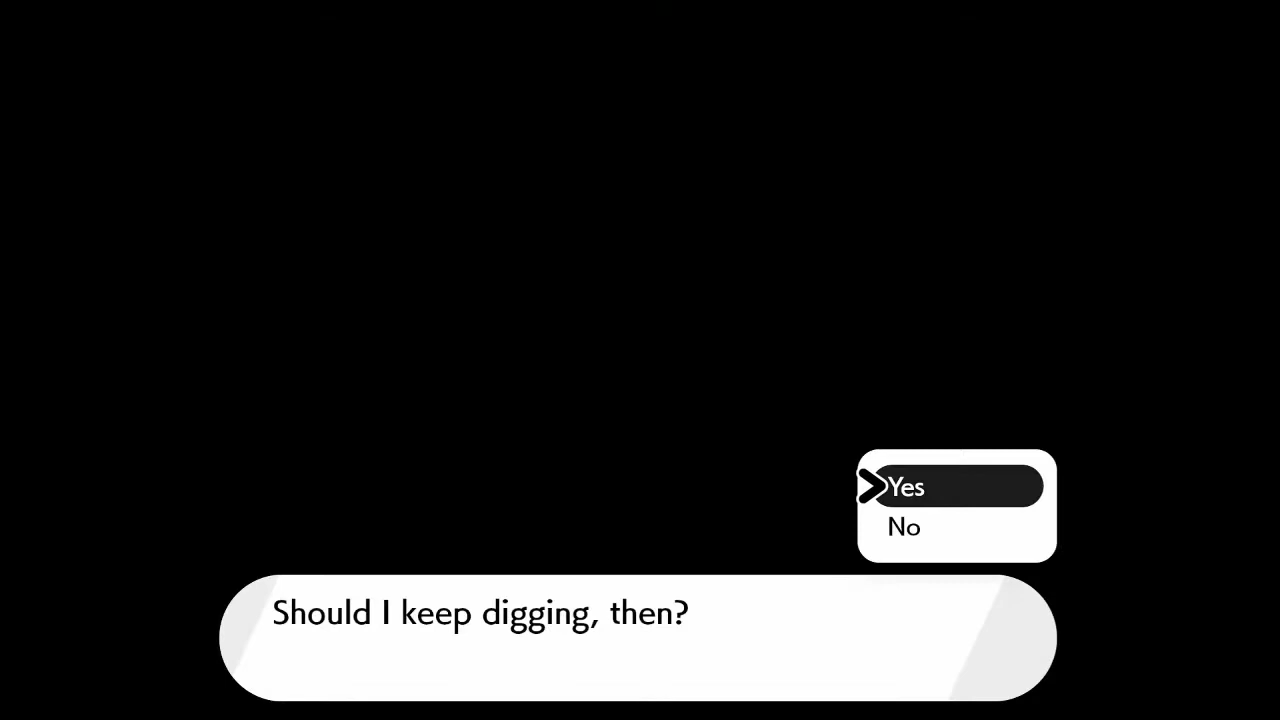 Yes
No
Should I keep digging, then?